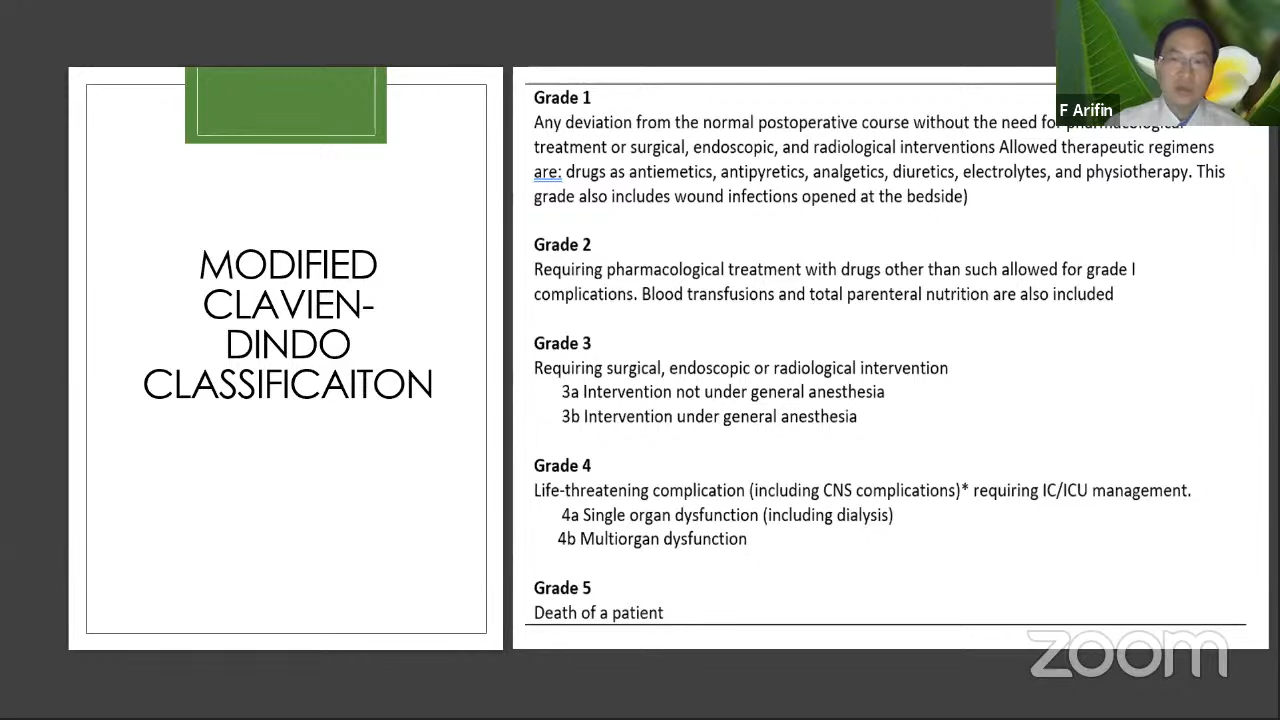 MODIFIED
CLAVIEN-
DINDO
CLASSIFICAITON
Grade 1
Any deviation from the normal postoperative course without the need for pharmacological
treatment or surgical, endoscopic, and radiological interventions Allowed therapeutic regimens
are: drugs as antiemetics, antipyretics, analgetics, diuretics, electrolytes, and physiotherapy. This
grade also includes wound infections opened at the bedside)
Grade 2
Requiring pharmacological treatment with drugs other than such allowed for grade I
complications. Blood transfusions and total parenteral nutrition are also included
Grade 3
Requiring surgical, endoscopic or radiological intervention
3a Intervention not under general anesthesia
3b Intervention under general anesthesia
Grade 4
Life-threatening complication (including CNS complications)* requiring IC/ICU management.
4a Single organ dysfunction (including dialysis)
4b Multiorgan dysfunction
Grade 5
Death of a patient
F Arifin
zoom